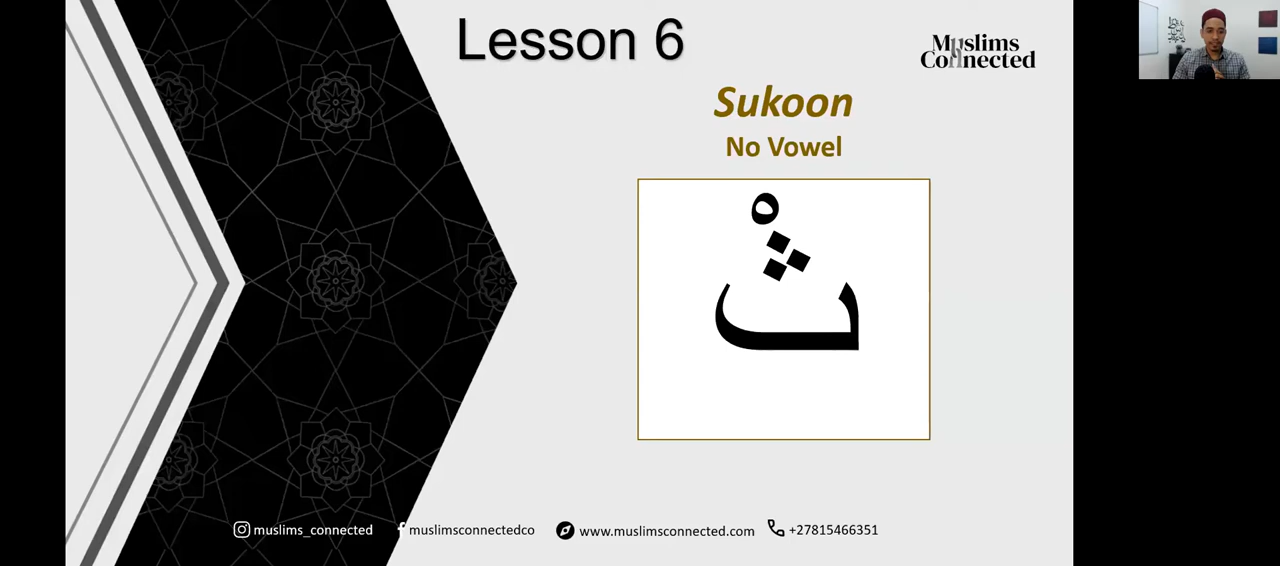 Lesson 6
Muslims
Connected
Sukoon
No Vowel
ثْ
muslims_connected muslimsconnectedco www.muslimsconnected.com +27815466351